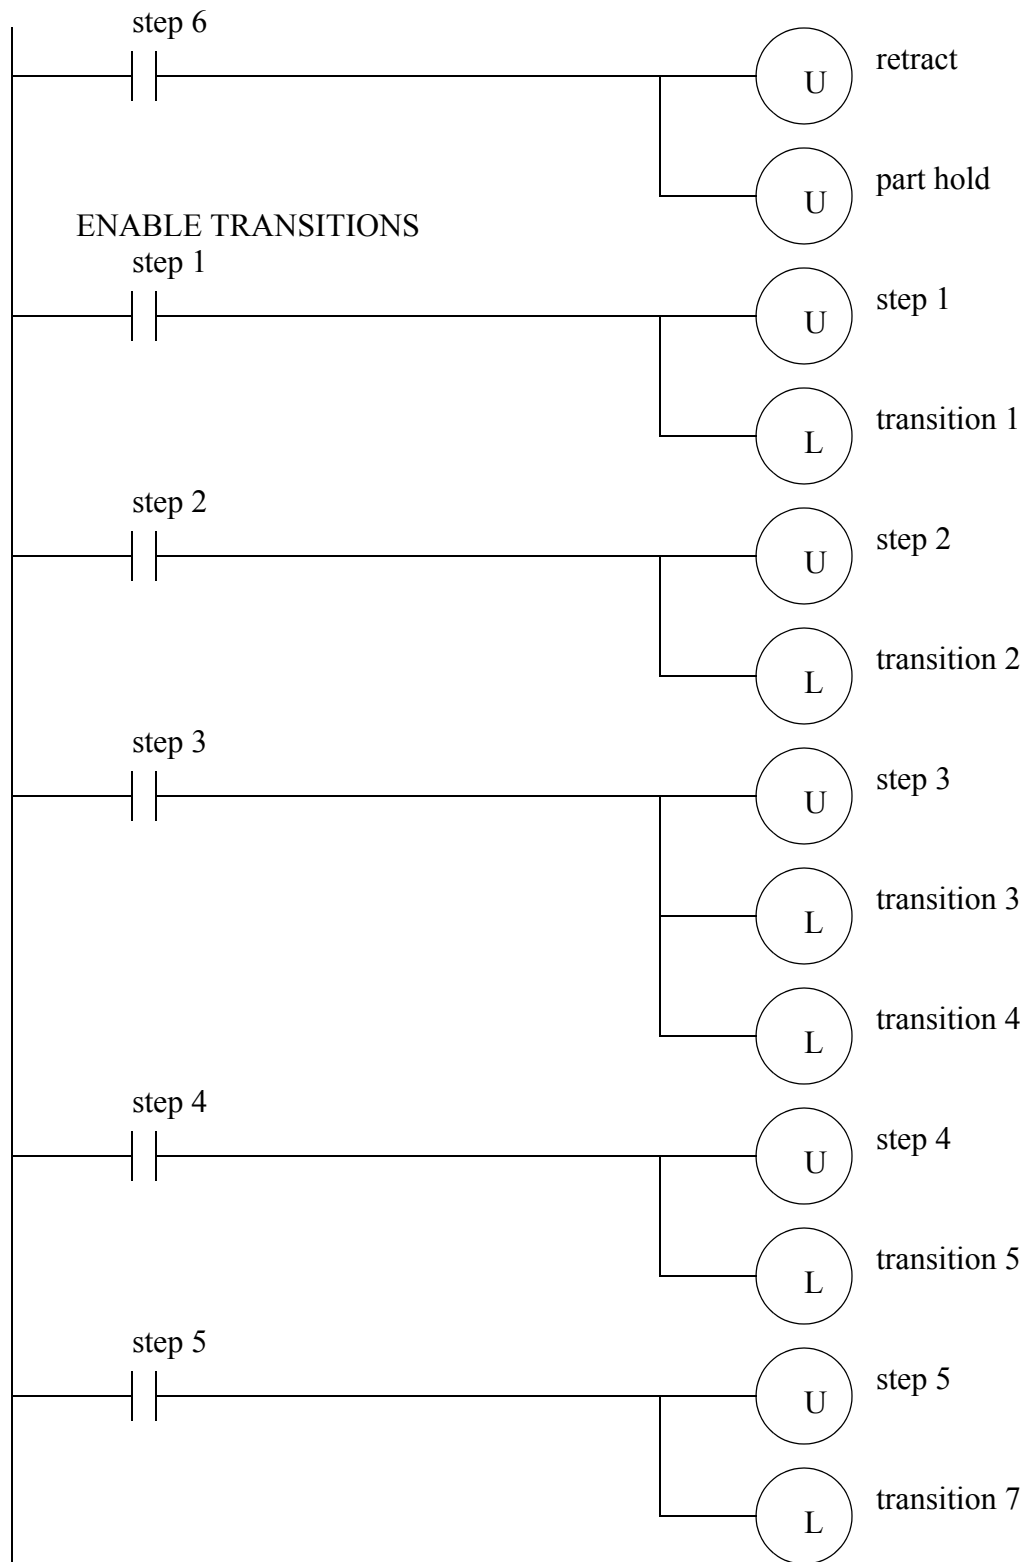 step 6
retract
U
part hold
U
ENABLE TRANSITIONS
step 1
step 1
U
transition 1
L
step 2
step 2
U
transition 2
L
step 3
step 3
U
transition 3
L
transition 4
L
step 4
step 4
U
transition 5
L
step 5
step 5
U
transition 7
L